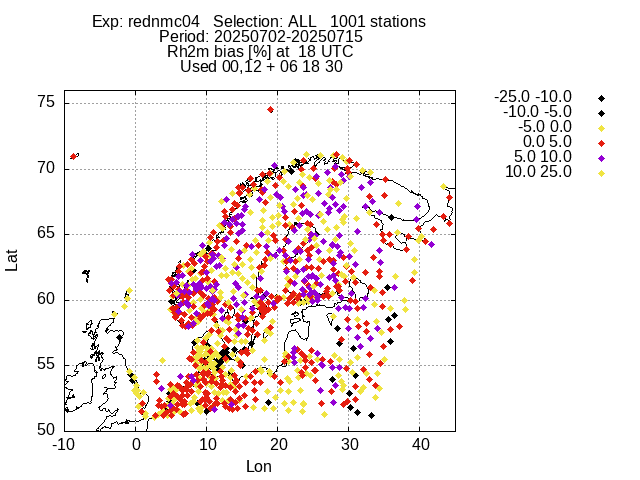 Exp: rednmc04   Selection: ALL   1001 stations
Period: 20250702-20250715
Rh2m bias [%] at  18 UTC
Used 00,12 + 06 18 30
-25.0 -10.0
-10.0 -5.0
-5.0 0.0
0.0 5.0
5.0 10.0
10.0 25.0
75
70
65
60
55
50
Lat
-10 0 10 20 30 40
Lon